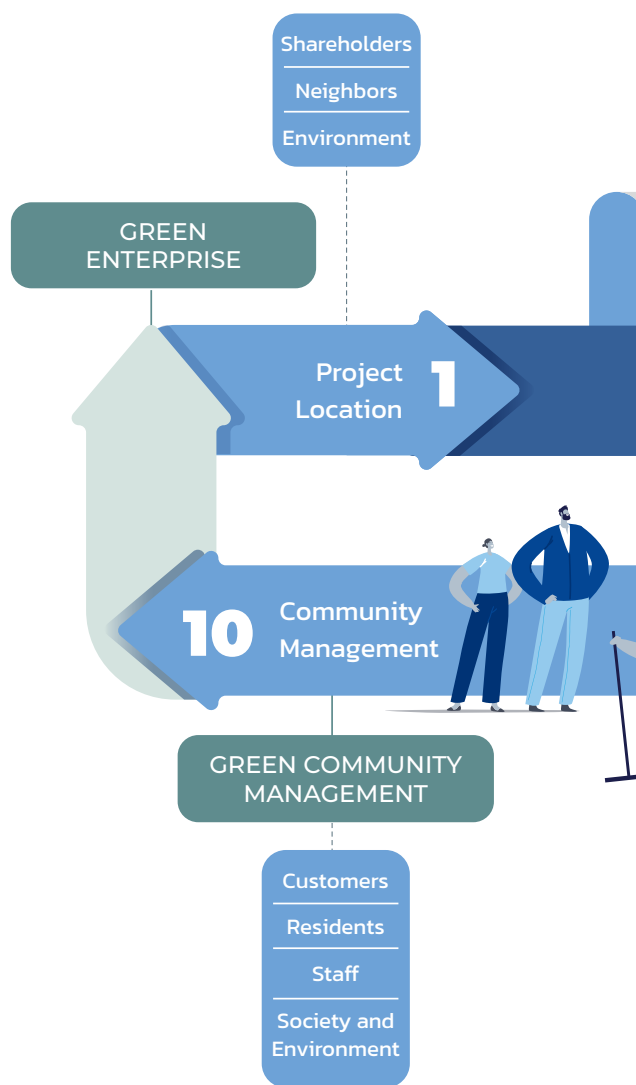 Shareholders
Neighbors
Environment
GREEN
ENTERPRISE
Project
Location
1
10
Community
Management
GREEN COMMUNITY
MANAGEMENT
Customers
Residents
Staff
Society and
Environment